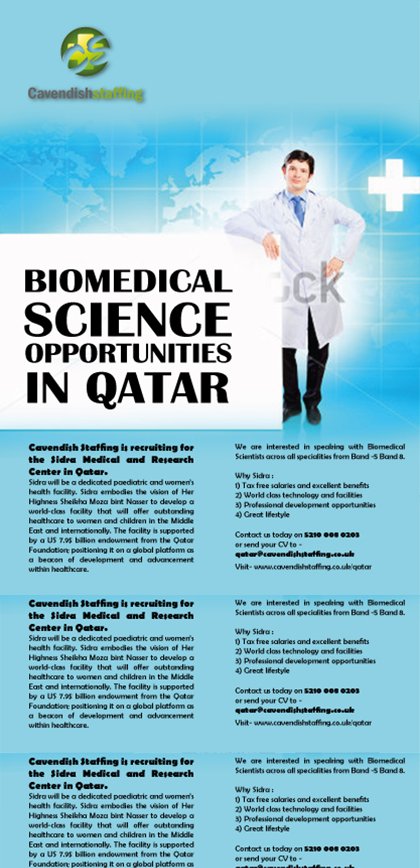 Cavendishstaffing
ck
BIOMEDICAL
SCIENCE
OPPORTUNITIES
IN QATAR
Cavendish Staffing is recruiting for
the Sidra Medical and Research
Center in Qatar.
Sidra will be a dedicated paediatric and women's
health facility. Sidra embodies the vision of Her
Highness Sheikha Moza bint Nasser to develop a
world-class facility that will offer outstanding
healthcare to women and children in the Middle
East and internationally. The facility is supported
by a US 7.95 billion endowment from the Qatar
Foundation; positioning it on a global platform as
a beacon of development and advancement
within healthcare.
We are interested in speaking with Biomedical
Scientists across all specialities from Band -5 Band 8.
Why Sidra :
1) Tax free salaries and excellent benefits
2) World class technology and facilities
3) Professional development opportunities
4) Great lifestyle
Contact us today on 5210 008 0203
or send your CV to -
qatar@cavendishstaffing.co.uk
Visit- www.cavendishstaffing.co.uk/qatar
Cavendish Staffing is recruiting for
the Sidra Medical and Research
Center in Qatar.
Sidra will be a dedicated paediatric and women's
health facility. Sidra embodies the vision of Her
Highness Sheikha Moza bint Nasser to develop a
world-class facility that will offer outstanding
healthcare to women and children in the Middle
East and internationally. The facility is supported
by a US 7.95 billion endowment from the Qatar
Foundation; positioning it on a global platform as
a beacon of development and advancement
within healthcare.
We are interested in speaking with Biomedical
Scientists across all specialities from Band -5 Band 8.
Why Sidra :
1) Tax free salaries and excellent benefits
2) World class technology and facilities
3) Professional development opportunities
4) Great lifestyle
Contact us today on 5210 008 0203
or send your CV to -
qatar@cavendishstaffing.co.uk
Visit- www.cavendishstaffing.co.uk/qatar
Cavendish Staffing is recruiting for
the Sidra Medical and Research
Center in Qatar.
Sidra will be a dedicated paediatric and women's
health facility. Sidra embodies the vision of Her
Highness Sheikha Moza bint Nasser to develop a
world-class facility that will offer outstanding
healthcare to women and children in the Middle
East and internationally. The facility is supported
by a US 7.95 billion endowment from the Qatar
Foundation; positioning it on a global platform as
We are interested in speaking with Biomedical
Scientists across all specialities from Band -5 Band 8.
Why Sidra :
1) Tax free salaries and excellent benefits
2) World class technology and facilities
3) Professional development opportunities
4) Great lifestyle
Contact us today on 5210 008 0203
or send your CV to -